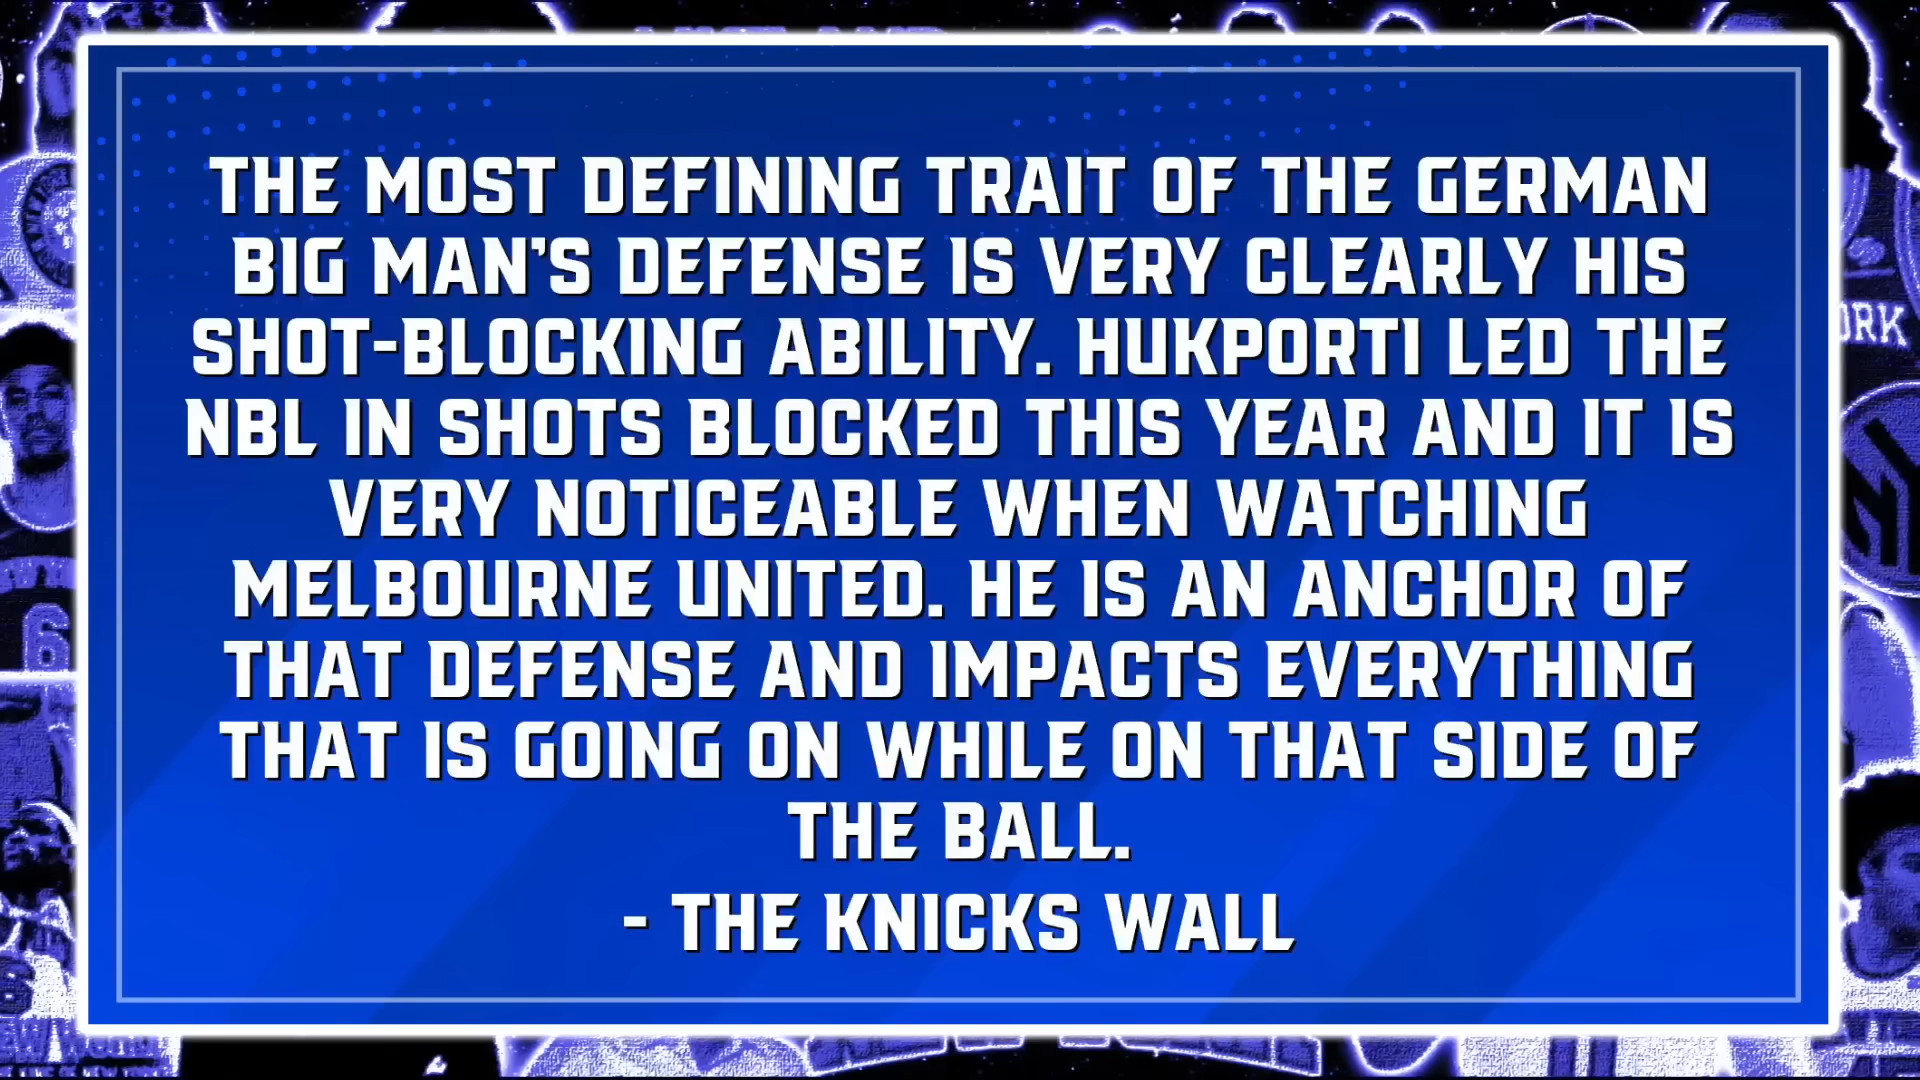 THE MOST DEFINING TRAIT OF THE GERMAN
BIG MAN'S DEFENSE IS VERY CLEARLY HIS
SHOT-BLOCKING ABILITY. HUKPORTI LED THE
NBL IN SHOTS BLOCKED THIS YEAR AND IT IS
VERY NOTICEABLE WHEN WATCHING
MELBOURNE UNITED. HE IS AN ANCHOR OF
THAT DEFENSE AND IMPACTS EVERYTHING
THAT IS GOING ON WHILE ON THAT SIDE OF
THE BALL.
- THE KNICKS WALL
ORK
6